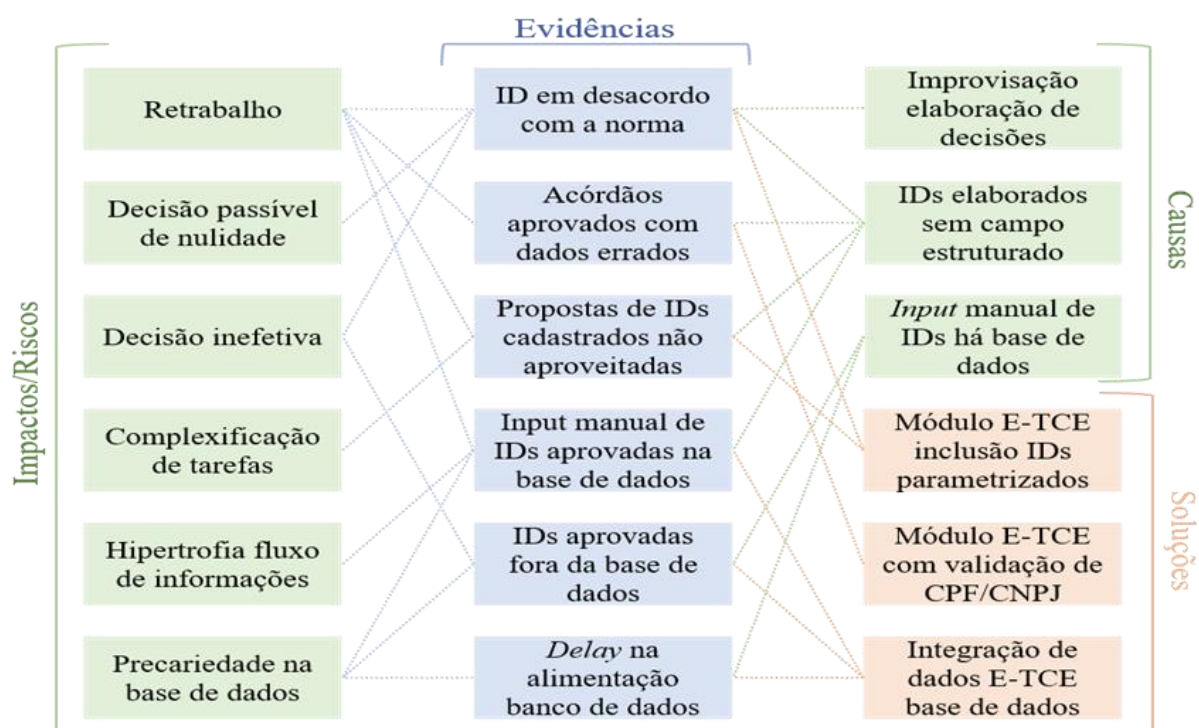 Evidências
Impactos/Riscos
Retrabalho
Decisão passível
de nulidade
Decisão inefetiva
Complexificação
de tarefas
Hipertrofia fluxo
de informações
Precariedade na
base de dados
ID em desacordo
com a norma
Acórdãos
aprovados com
dados errados
Propostas de IDs
cadastrados não
aproveitadas
Input manual de
IDs aprovadas na
base de dados
IDs aprovadas
fora da base de
dados
Delay na
alimentação
banco de dados
Improvisação
elaboração de
decisões
IDs elaborados
sem campo
estruturado
Input manual de
IDs há base de
dados
Módulo E-TCE
inclusão IDs
parametrizados
Módulo E-TCE
com validação de
CPF/CNPJ
Integração de
dados E-TCE
base de dados
Causas
Soluções